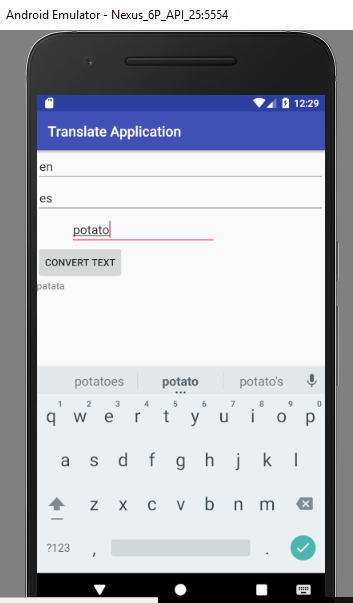 Android Emulator - Nexus_6P_API_25:5554
12:29
Translate Application
en
es
potato
CONVERT TEXT
patata
potatoes potato potato's
1 2 3 4 5 6 7 8 9 0
q w e r t y u i o p
a s d f g h j k l
z x c v b n m
?123 , .